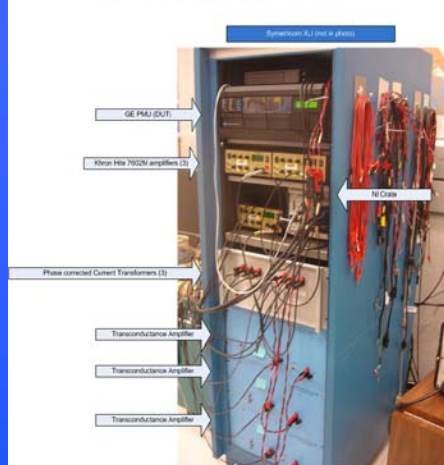 Symmetricom XLi (not in photo)
GE PMU (DUT)
Khron Hite 7602M amplifiers (3)
NI Crate
Phase corrected Current Transformers (3)
Transconductance Amplifier
Transconductance Amplifier
Transconductance Amplifier